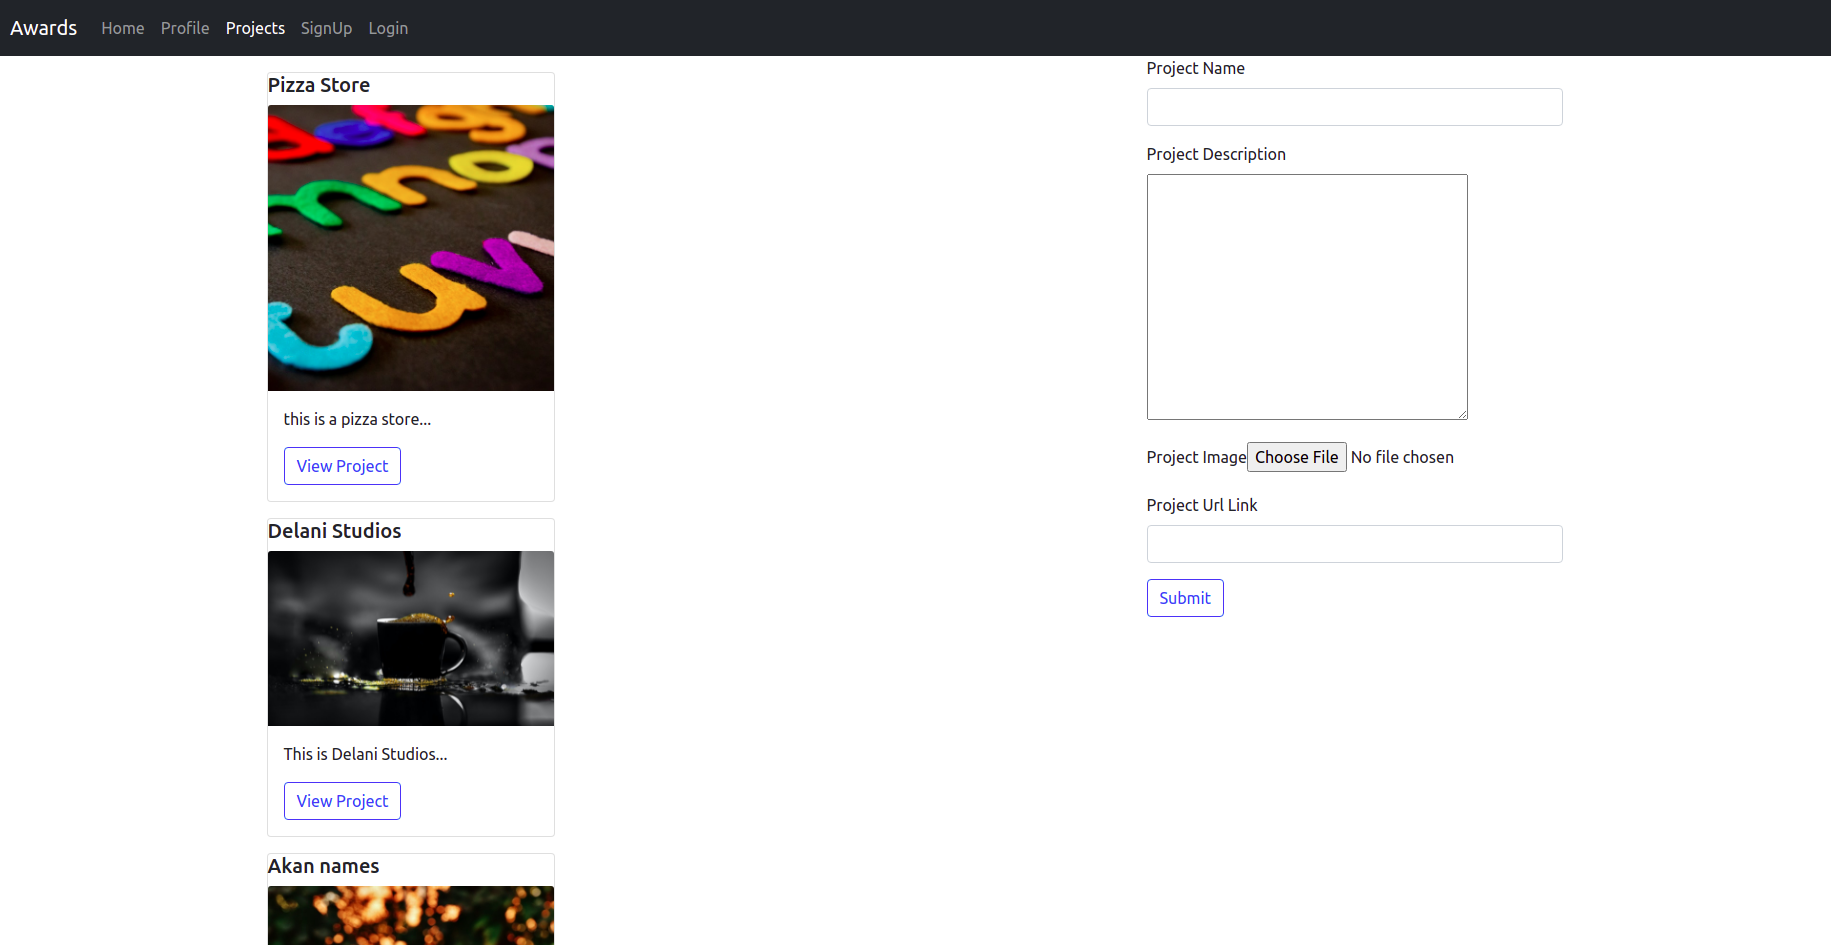 Awards Home Profile Projects SignUp Login
Pizza Store
this is a pizza store...
View Project
Delani Studios
This is Delani Studios...
View Project
Akan names
Project Name
Project Description
Project Image Choose File No file chosen
Project Url Link
Submit